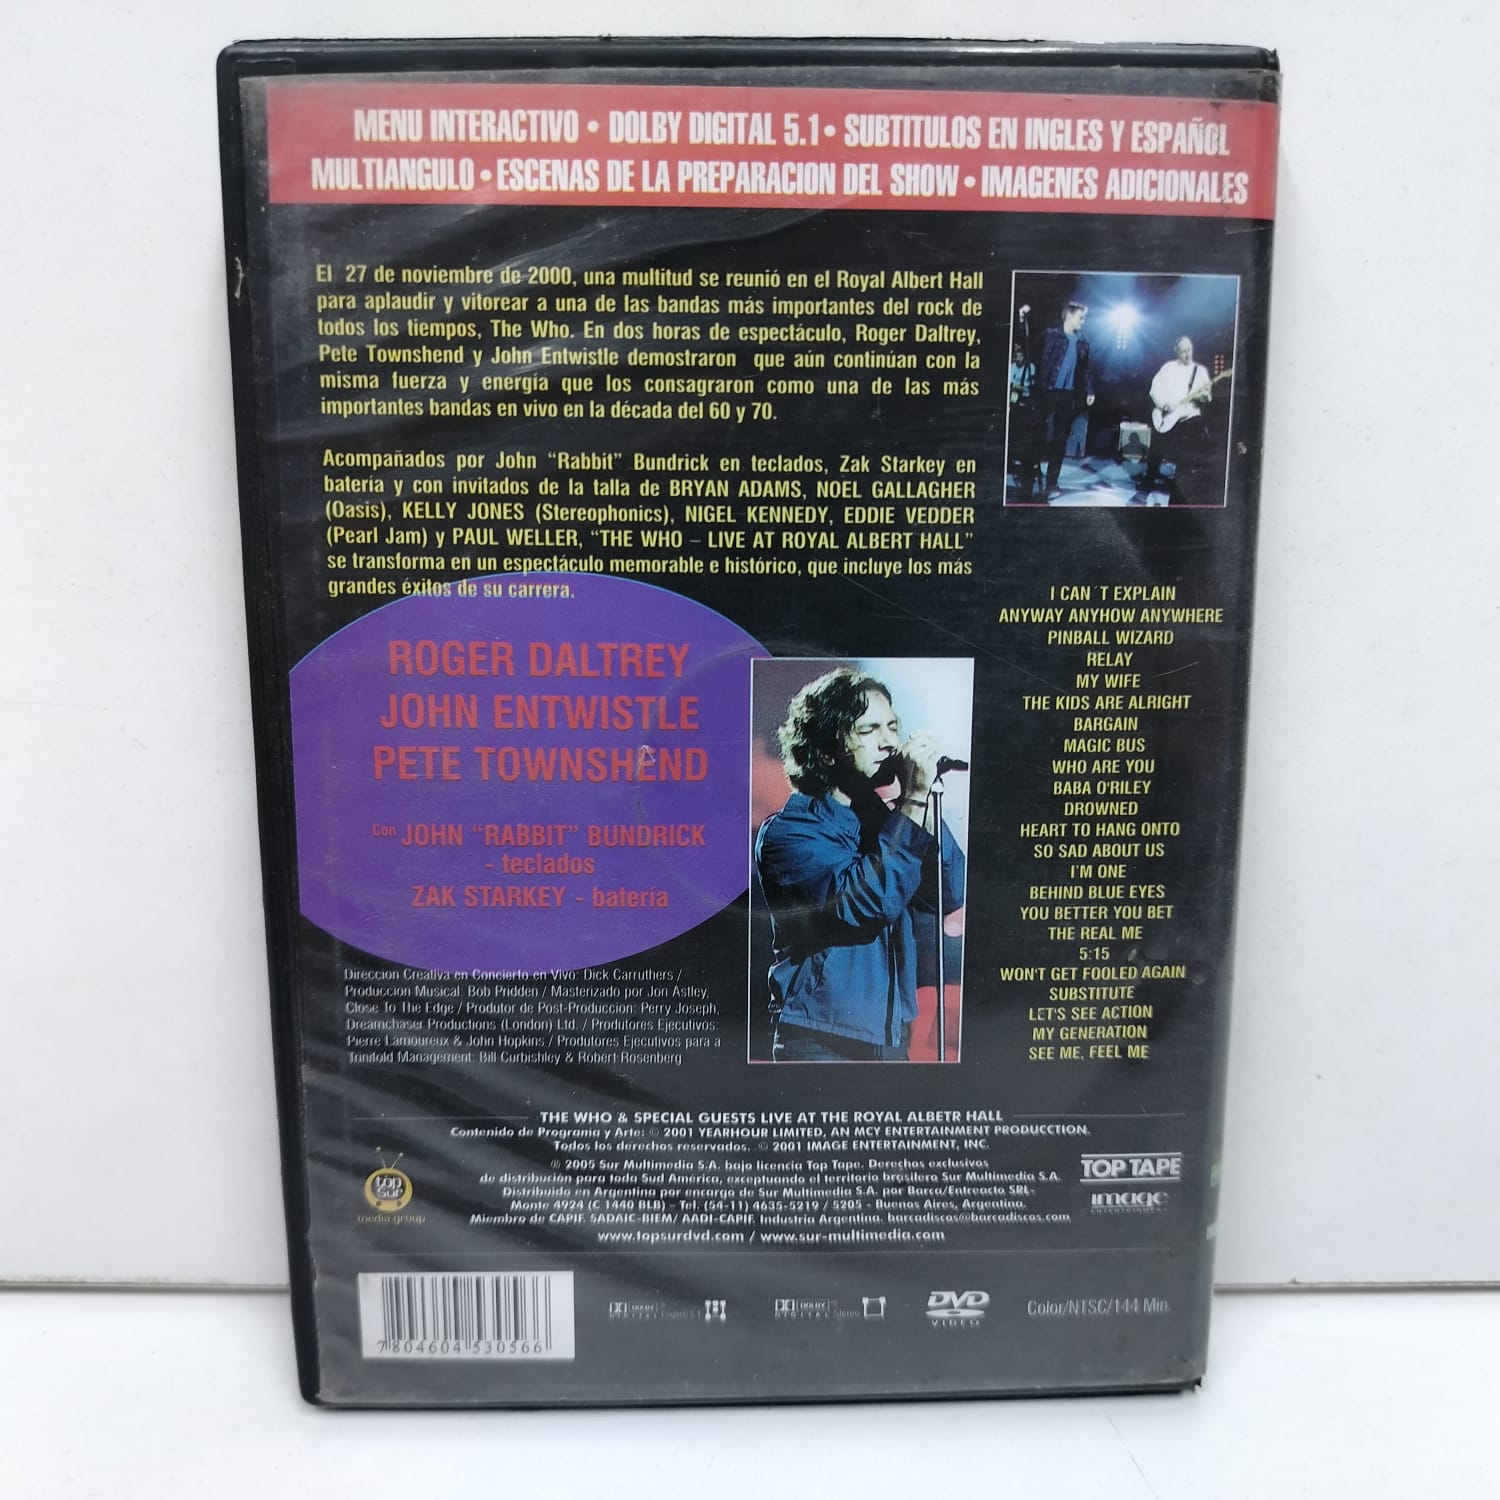 MENU INTERACTIVO • DOLBY DIGITAL 5.1 • SUBTITULOS EN INGLES Y ESPAÑOL
MULTIANGULO • ESCENAS DE LA PREPARACION DEL SHOW • IMAGENES ADICIONALES
El 27 de noviembre de 2000, una multitud se reunió en el Royal Albert Hall
para aplaudir y vitorear a una de las bandas más importantes del rock de
todos los tiempos, The Who. En dos horas de espectáculo, Roger Daltrey,
Pete Townshend y John Entwistle demostraron que aún continúan con la
misma fuerza y energía que los consagraron como una de las más
importantes bandas en vivo en la década del 60 y 70.
Acompañados por John “Rabbit” Bundrick en teclados, Zak Starkey en
batería y con invitados de la talla de BRYAN ADAMS, NOEL GALLAGHER
(Oasis), KELLY JONES (Stereophonics), NIGEL KENNEDY, EDDIE VEDDER
(Pearl Jam) y PAUL WELLER, “THE WHO – LIVE AT ROYAL ALBERT HALL”
se transforma en un espectáculo memorable e histórico, que incluye los más
grandes éxitos de su carrera.
ROGER DALTREY
JOHN ENTWISTLE
PETE TOWNSHEND
Con JOHN “RABBIT” BUNDRICK
- teclados
ZAK STARKEY - batería
I CAN´T EXPLAIN
ANYWAY ANYHOW ANYWHERE
PINBALL WIZARD
RELAY
MY WIFE
THE KIDS ARE ALRIGHT
BARGAIN
MAGIC BUS
WHO ARE YOU
BABA O'RILEY
DROWNED
HEART TO HANG ONTO
SO SAD ABOUT US
I'M ONE
BEHIND BLUE EYES
YOU BETTER YOU BET
THE REAL ME
5:15
WON'T GET FOOLED AGAIN
SUBSTITUTE
LET'S SEE ACTION
MY GENERATION
SEE ME, FEEL ME
Direccion Creativa en Concierto en Vivo: Dick Carruthers /
Produccion Musical: Bob Pridden / Masterizado por Jon Astley,
Close To The Edge / Produtor de Post-Produccion: Perry Joseph,
Dreamchaser Productions (London) Ltd. / Produtores Ejecutivos:
Pierre Lamoureux & John Hopkins / Produtores Ejecutivos para a
Trinifold Management: Bill Curbishley & Robert Rosenberg
THE WHO & SPECIAL GUESTS LIVE AT THE ROYAL ALBETR HALL
Contenido de Programa y Arte: © 2001 YEARHOUR LIMITED, AN MCY ENTERTAINMENT PRODUCCTION.
Todos los derechos reservados. © 2001 IMAGE ENTERTAINMENT, INC.
© 2005 Sur Multimedia S.A. bajo licencia Top Tape. Derechos exclusivos
de distribución para toda Sud América, exceptuando el territorio brásilero Sur Multimedia S.A.
Distribuido en Argentina por encargo de Sur Multimedia S.A. por Barca/Entreacto SRL-
Monte 4924 (C 1440 BLB) - Tel. (54-11) 4635-5219 / 5205 - Buenos Aires, Argentina.
Miembro de CAPIF. SADAIC-BIEM/ AADI-CAPIF. Industria Argentina. barcadiscos@barcadiscos.com
www.topsurdvd.com / www.sur-multimedia.com
top
sur
media group
TOP TAPE
image
ENTERTAINMENT
7804604530566
DOLBY
DIGITAL English 5.1
DOLBY
DIGITAL Stereo
DVD
VIDEO
Color/NTSC/144 Min.